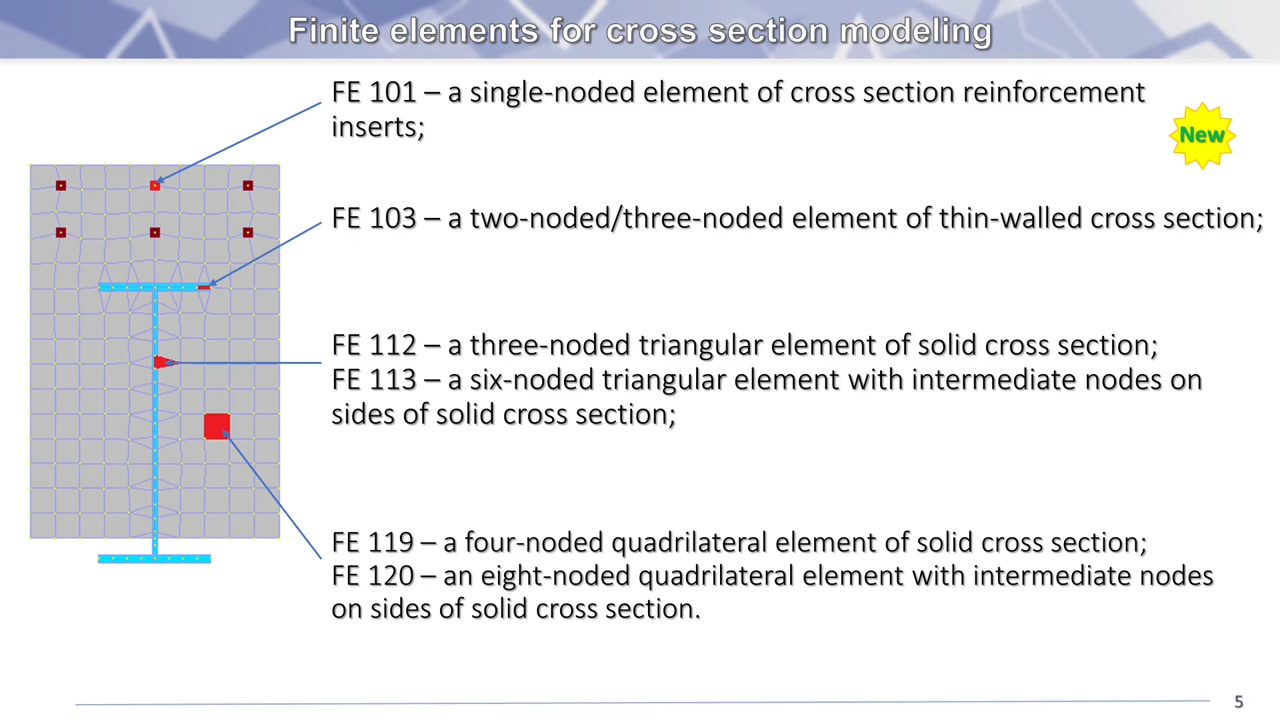 Finite elements for cross section modeling
FE 101 – a single-noded element of cross section reinforcement
inserts;
New
FE 103 – a two-noded/three-noded element of thin-walled cross section;
FE 112 – a three-noded triangular element of solid cross section;
FE 113 – a six-noded triangular element with intermediate nodes on
sides of solid cross section;
FE 119 – a four-noded quadrilateral element of solid cross section;
FE 120 – an eight-noded quadrilateral element with intermediate nodes
on sides of solid cross section.
5